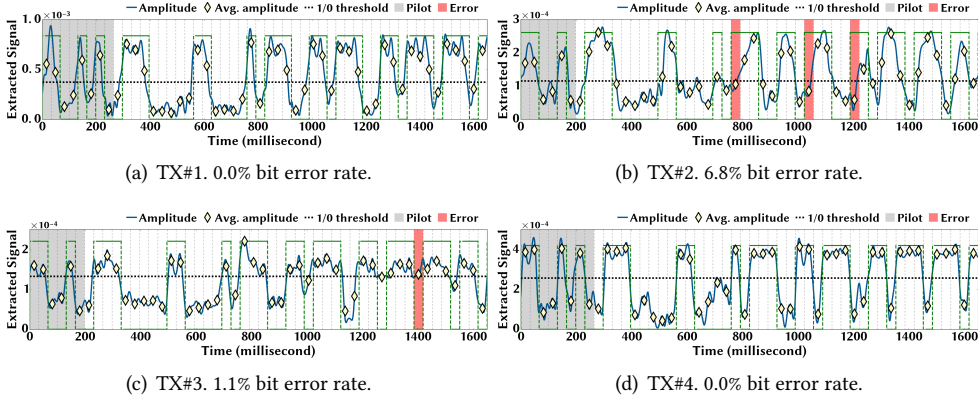 Amplitude Avg. amplitude 1/0 threshold Pilot Error
×10⁻³
Extracted Signal
1.0
0.5
0.0
0 200 400 600 800 1000 1200 1400 1600
Time (millisecond)
(a) TX#1. 0.0% bit error rate.
Amplitude Avg. amplitude 1/0 threshold Pilot Error
×10⁻⁴
Extracted Signal
3
2
1
0
0 200 400 600 800 1000 1200 1400 1600
Time (millisecond)
(b) TX#2. 6.8% bit error rate.
Amplitude Avg. amplitude 1/0 threshold Pilot Error
×10⁻⁴
Extracted Signal
2
1
0
0 200 400 600 800 1000 1200 1400 1600
Time (millisecond)
(c) TX#3. 1.1% bit error rate.
Amplitude Avg. amplitude 1/0 threshold Pilot Error
×10⁻⁴
Extracted Signal
4
2
0
0 200 400 600 800 1000 1200 1400 1600
Time (millisecond)
(d) TX#4. 0.0% bit error rate.